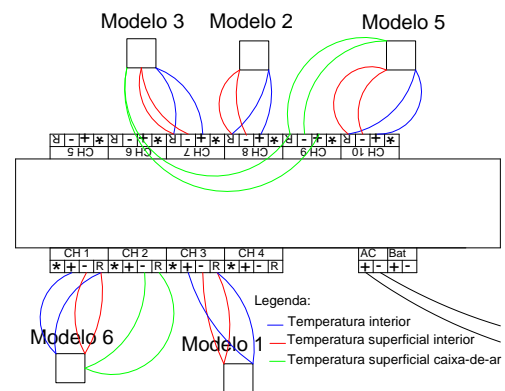 Modelo 3
Modelo 2
Modelo 5
R - + * R - + * R - + * R - + * R - + * R - + *
CH 5 CH 6 CH 7 CH 8 CH 9 CH 10
CH 1 CH 2 CH 3 CH 4 AC Bat
* + - R * + - R * + - R * + - R + - + -
Legenda:
Temperatura interior
Temperatura superficial interior
Temperatura superficial caixa-de-ar
Modelo 6
Modelo 1